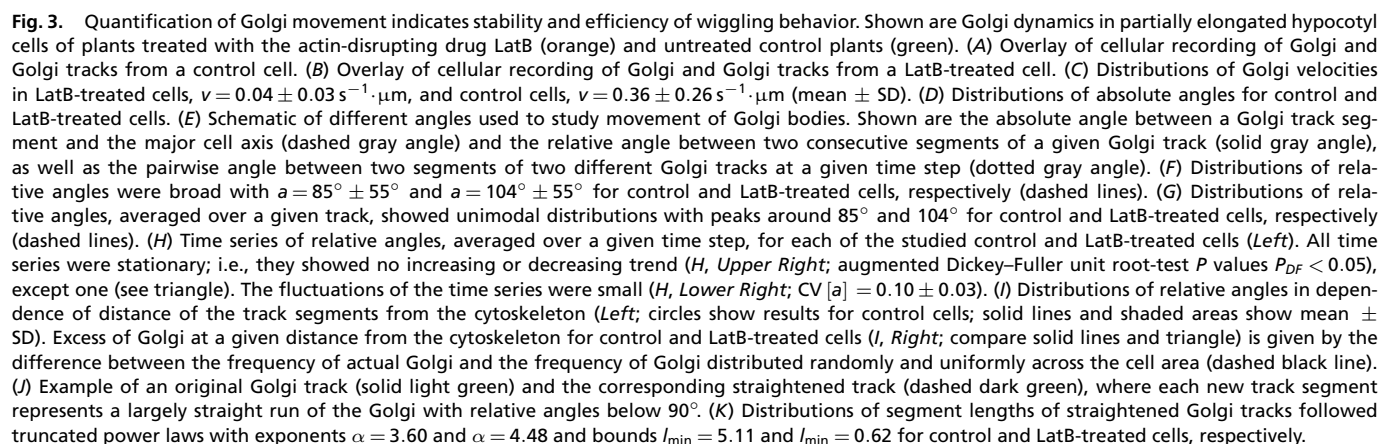 Fig. 3. Quantification of Golgi movement indicates stability and efficiency of wiggling behavior. Shown are Golgi dynamics in partially elongated hypocotyl
cells of plants treated with the actin-disrupting drug LatB (orange) and untreated control plants (green). (A) Overlay of cellular recording of Golgi and
Golgi tracks from a control cell. (B) Overlay of cellular recording of Golgi and Golgi tracks from a LatB-treated cell. (C) Distributions of Golgi velocities
in LatB-treated cells, v = 0.04 ± 0.03 s⁻¹·μm, and control cells, v = 0.36 ± 0.26 s⁻¹·μm (mean ± SD). (D) Distributions of absolute angles for control and
LatB-treated cells. (E) Schematic of different angles used to study movement of Golgi bodies. Shown are the absolute angle between a Golgi track seg-
ment and the major cell axis (dashed gray angle) and the relative angle between two consecutive segments of a given Golgi track (solid gray angle),
as well as the pairwise angle between two segments of two different Golgi tracks at a given time step (dotted gray angle). (F) Distributions of rela-
tive angles were broad with a = 85° ± 55° and a = 104° ± 55° for control and LatB-treated cells, respectively (dashed lines). (G) Distributions of rela-
tive angles, averaged over a given track, showed unimodal distributions with peaks around 85° and 104° for control and LatB-treated cells, respectively
(dashed lines). (H) Time series of relative angles, averaged over a given time step, for each of the studied control and LatB-treated cells (Left). All time
series were stationary; i.e., they showed no increasing or decreasing trend (H, Upper Right; augmented Dickey–Fuller unit root-test P values P_DF < 0.05),
except one (see triangle). The fluctuations of the time series were small (H, Lower Right; CV [a] = 0.10 ± 0.03). (I) Distributions of relative angles in depen-
dence of distance of the track segments from the cytoskeleton (Left; circles show results for control cells; solid lines and shaded areas show mean ±
SD). Excess of Golgi at a given distance from the cytoskeleton for control and LatB-treated cells (I, Right; compare solid lines and triangle) is given by the
difference between the frequency of actual Golgi and the frequency of Golgi distributed randomly and uniformly across the cell area (dashed black line).
(J) Example of an original Golgi track (solid light green) and the corresponding straightened track (dashed dark green), where each new track segment
represents a largely straight run of the Golgi with relative angles below 90°. (K) Distributions of segment lengths of straightened Golgi tracks followed
truncated power laws with exponents α = 3.60 and α = 4.48 and bounds l_min = 5.11 and l_min = 0.62 for control and LatB-treated cells, respectively.